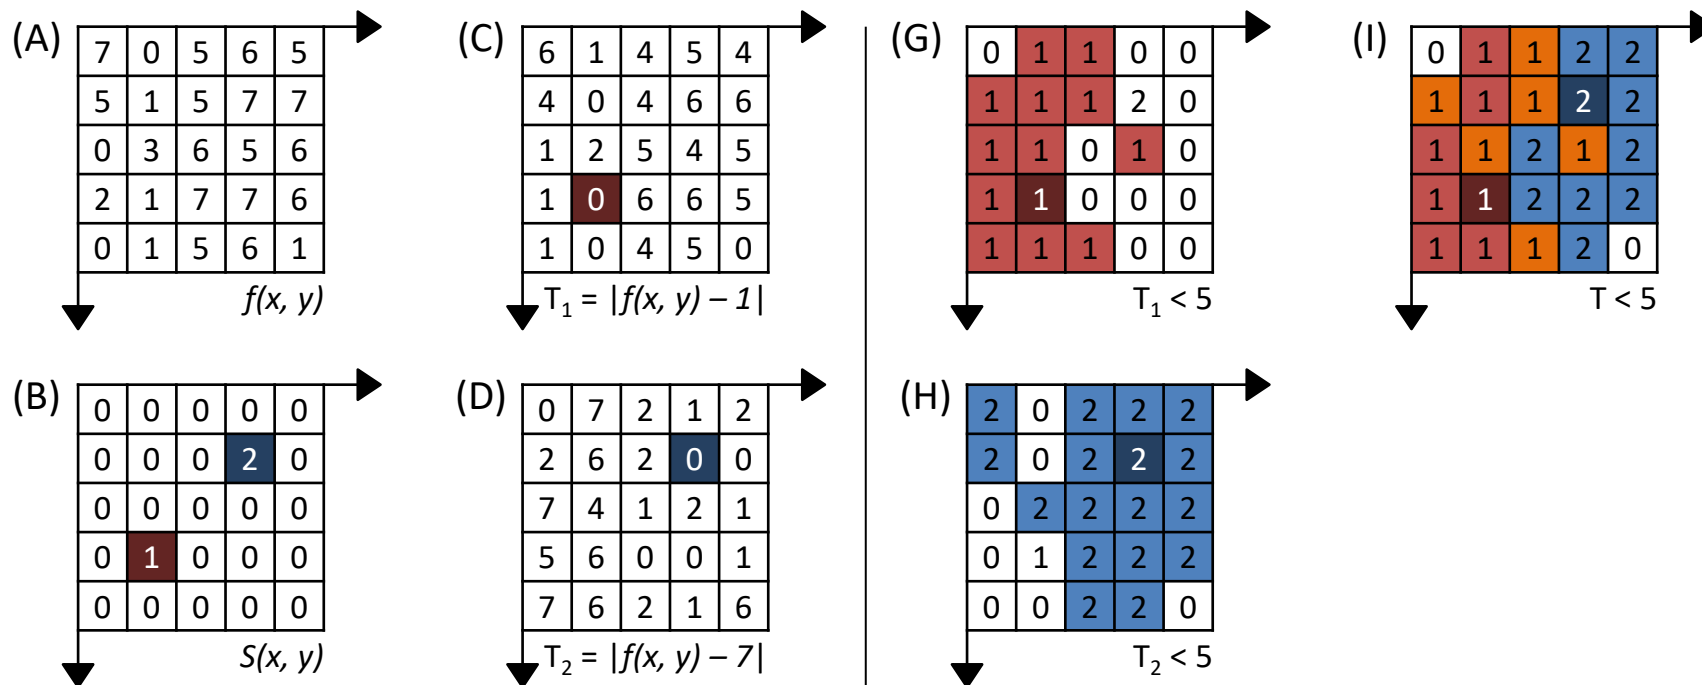 (A)
7 0 5 6 5
5 1 5 7 7
0 3 6 5 6
2 1 7 7 6
0 1 5 6 1
f(x, y)
(C)
6 1 4 5 4
4 0 4 6 6
1 2 5 4 5
1 0 6 6 5
1 0 4 5 0
T₁ = |f(x, y) – 1|
(G)
0 1 1 0 0
1 1 1 2 0
1 1 0 1 0
1 1 0 0 0
1 1 1 0 0
T₁ < 5
(I)
0 1 1 2 2
1 1 1 2 2
1 1 2 1 2
1 1 2 2 2
1 1 1 2 0
T < 5
(B)
0 0 0 0 0
0 0 0 2 0
0 0 0 0 0
0 1 0 0 0
0 0 0 0 0
S(x, y)
(D)
0 7 2 1 2
2 6 2 0 0
7 4 1 2 1
5 6 0 0 1
7 6 2 1 6
T₂ = |f(x, y) – 7|
(H)
2 0 2 2 2
2 0 2 2 2
0 2 2 2 2
0 1 2 2 2
0 0 2 2 0
T₂ < 5